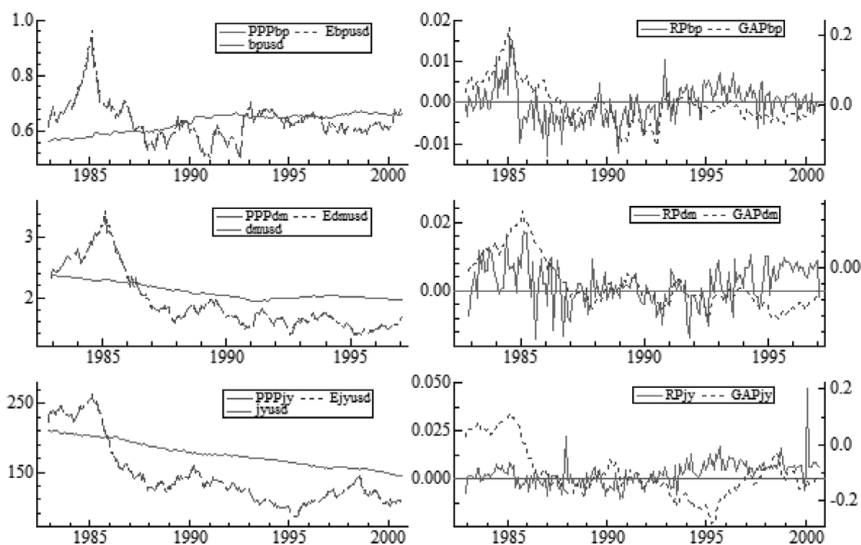 1.0
0.8
0.6
PPPbp Ebpusd
bpusd
1985 1990 1995 2000
0.02
0.01
0.00
-0.01
RPbp GAPbp
0.2
0.0
1985 1990 1995 2000
3
2
PPPdm Edmusd
dmusd
1985 1990 1995
0.02
0.00
RPdm GAPdm
0.00
1985 1990 1995
250
150
PPPjy Ejyusd
jyusd
1985 1990 1995 2000
0.050
0.025
0.000
RPjy GAPjy
0.2
0.0
-0.2
1985 1990 1995 2000